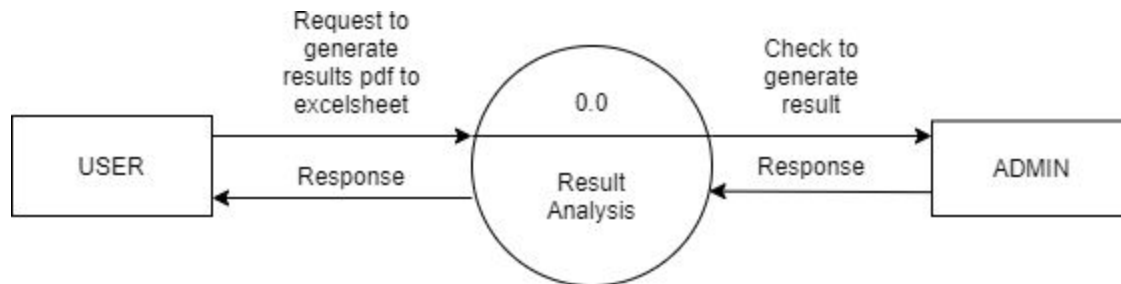 Request to
generate
results pdf to
excelsheet
Check to
generate
result
0.0
USER
Response
Result
Analysis
Response
ADMIN